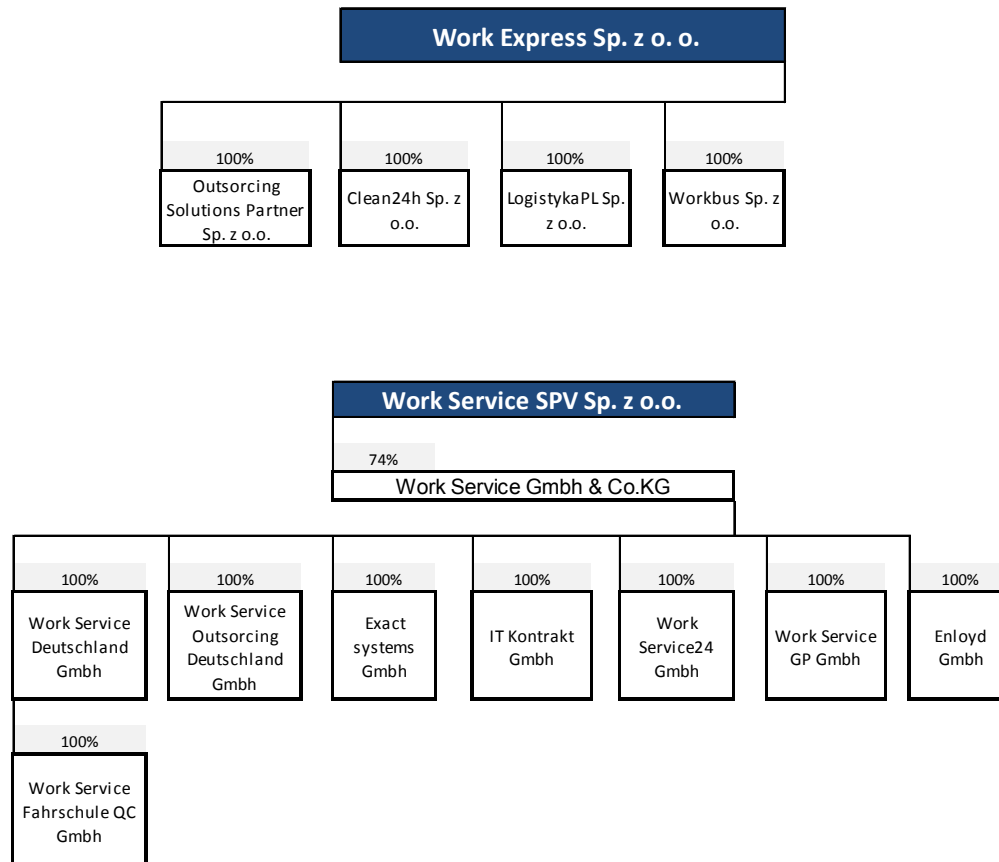 Work Express Sp. z o. o.
100%
100%
100%
100%
Outsorcing
Solutions Partner
Sp. z o.o.
Clean24h Sp. z
o.o.
LogistykaPL Sp.
z o.o.
Workbus Sp. z
o.o.
Work Service SPV Sp. z o.o.
74%
Work Service Gmbh & Co.KG
100%
100%
100%
100%
100%
100%
100%
Work Service
Deutschland
Gmbh
Work Service
Outsorcing
Deutschland
Gmbh
Exact
systems
Gmbh
IT Kontrakt
Gmbh
Work
Service24
Gmbh
Work Service
GP Gmbh
Enloyd
Gmbh
100%
Work Service
Fahrschule QC
Gmbh